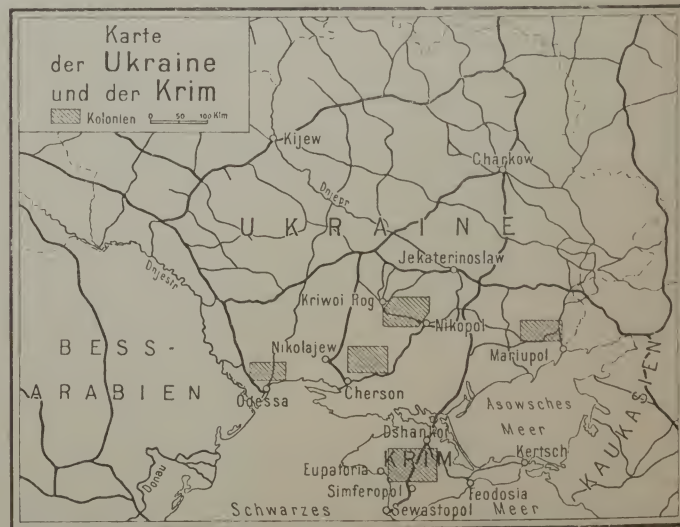 Karte
der Ukraine
und der Krim
Kolonien 0 50 100 Klm
Kijew
Charkow
Dnjepr
UKRAINE
Jekaterinoslaw
Dnjestr
Kriwoi Rog
Nikopol
BESS-
ARABIEN
Nikolajew
Mariupol
Odessa
Cherson
Asowsches
Meer
KAUKASIEN
Dshankoi
KRIM
Kertsch
Donau
Eupatoria
Simferopol
Feodosia
Schwarzes
Sewastopol
Meer